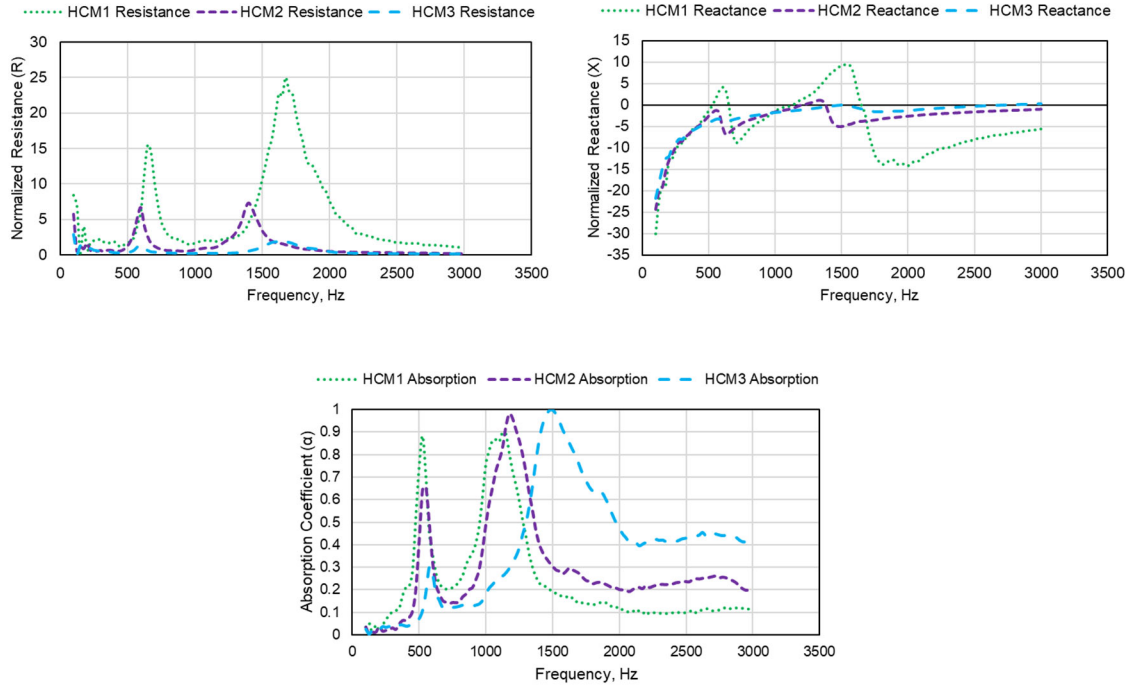 HCM1 Resistance HCM2 Resistance HCM3 Resistance
30
25
20
15
10
5
0
Normalized Resistance (R)
0 500 1000 1500 2000 2500 3000 3500
Frequency, Hz
HCM1 Reactance HCM2 Reactance HCM3 Reactance
15
10
5
0
-5
-10
-15
-20
-25
-30
-35
Normalized Reactance (X)
0 500 1000 1500 2000 2500 3000 3500
Frequency, Hz
HCM1 Absorption HCM2 Absorption HCM3 Absorption
1
0.9
0.8
0.7
0.6
0.5
0.4
0.3
0.2
0.1
0
Absorption Coefficient (α)
0 500 1000 1500 2000 2500 3000 3500
Frequency, Hz